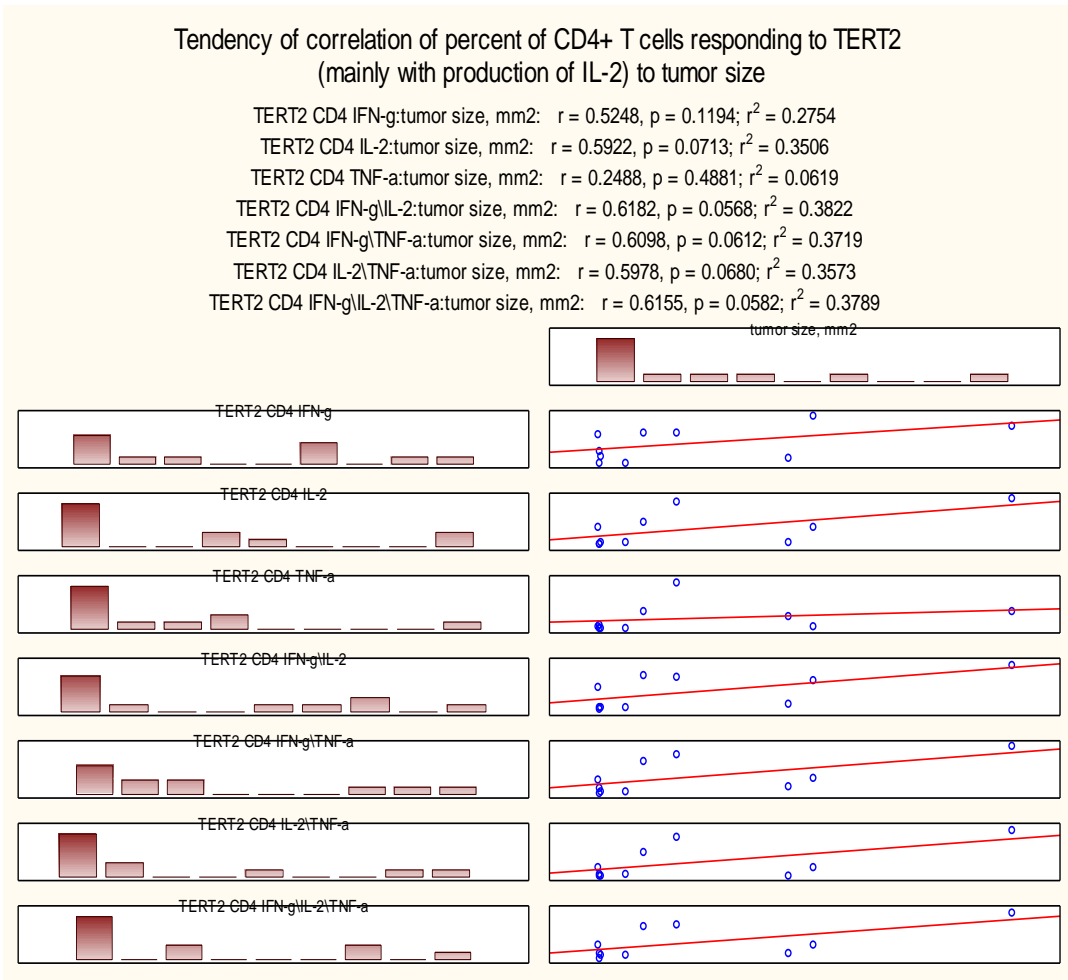 Tendency of correlation of percent of CD4+ T cells responding to TERT2
(mainly with production of IL-2) to tumor size
TERT2 CD4 IFN-g:tumor size, mm2: r = 0.5248, p = 0.1194; r² = 0.2754
TERT2 CD4 IL-2:tumor size, mm2: r = 0.5922, p = 0.0713; r² = 0.3506
TERT2 CD4 TNF-a:tumor size, mm2: r = 0.2488, p = 0.4881; r² = 0.0619
TERT2 CD4 IFN-g\IL-2:tumor size, mm2: r = 0.6182, p = 0.0568; r² = 0.3822
TERT2 CD4 IFN-g\TNF-a:tumor size, mm2: r = 0.6098, p = 0.0612; r² = 0.3719
TERT2 CD4 IL-2\TNF-a:tumor size, mm2: r = 0.5978, p = 0.0680; r² = 0.3573
TERT2 CD4 IFN-g\IL-2\TNF-a:tumor size, mm2: r = 0.6155, p = 0.0582; r² = 0.3789
tumor size, mm2
TERT2 CD4 IFN-g
TERT2 CD4 IL-2
TERT2 CD4 TNF-a
TERT2 CD4 IFN-g\IL-2
TERT2 CD4 IFN-g\TNF-a
TERT2 CD4 IL-2\TNF-a
TERT2 CD4 IFN-g\IL-2\TNF-a